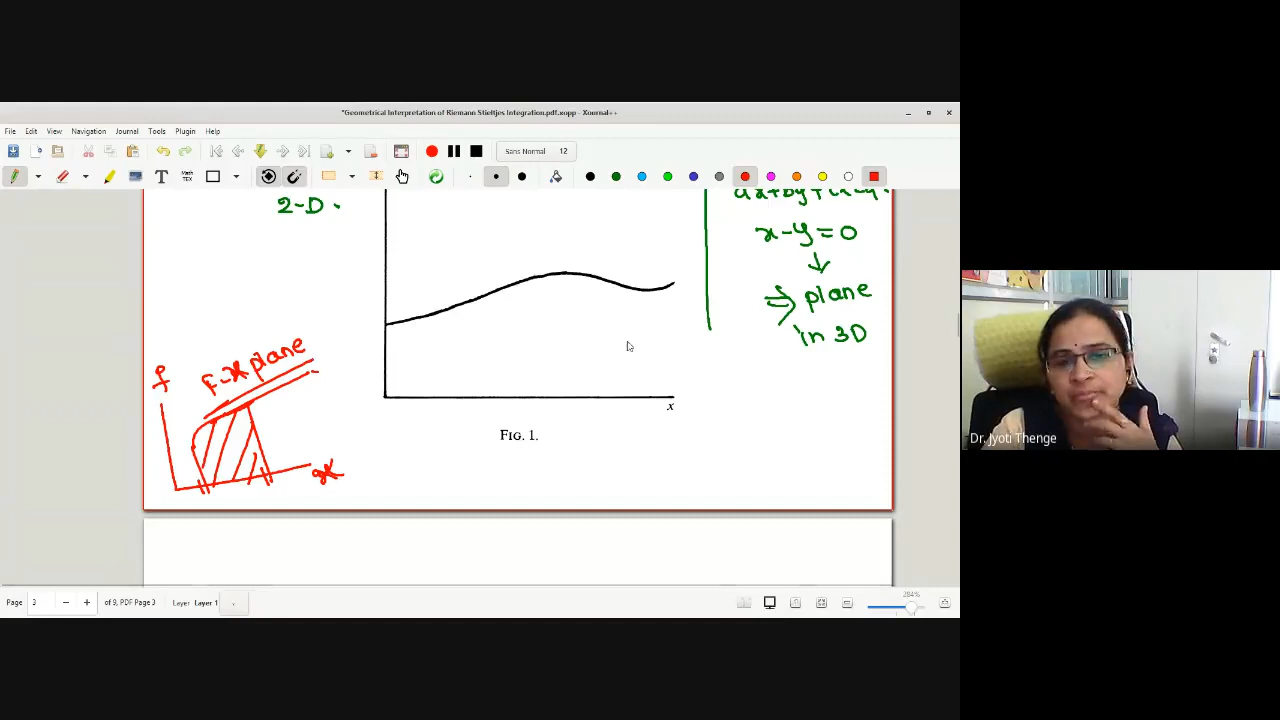 *Geometrical Interpretation of Riemann Stieltjes Integration.pdf.xopp - Xournal++
File Edit View Navigation Journal Tools Plugin Help
Sans Normal 12
2-D .
x-y=0
plane
in 3D
f
f-x plane
x
x
FIG. 1.
Dr. Jyoti Thenge
Page 3 of 9, PDF Page 3 Layer Layer 1
284%